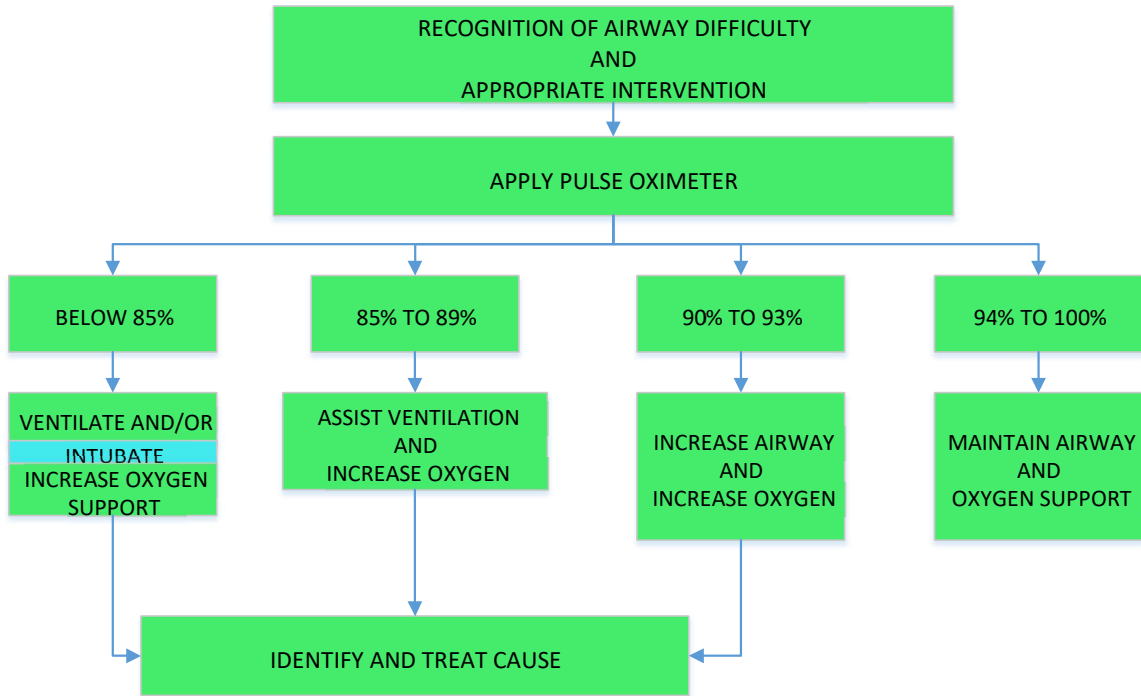 RECOGNITION OF AIRWAY DIFFICULTY
AND
APPROPRIATE INTERVENTION
APPLY PULSE OXIMETER
BELOW 85%
85% TO 89%
90% TO 93%
94% TO 100%
VENTILATE AND/OR
INTUBATE
INCREASE OXYGEN
SUPPORT
ASSIST VENTILATION
AND
INCREASE OXYGEN
INCREASE AIRWAY
AND
INCREASE OXYGEN
MAINTAIN AIRWAY
AND
OXYGEN SUPPORT
IDENTIFY AND TREAT CAUSE